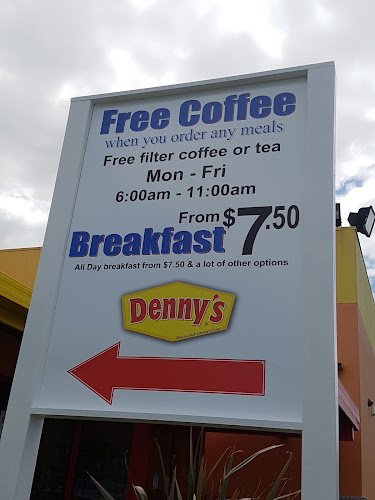 Free Coffee
when you order any meals
Free filter coffee or tea
Mon - Fri
6:00am - 11:00am
From $7.50
Breakfast
All Day breakfast from $7.50 & a lot of other options
Denny's